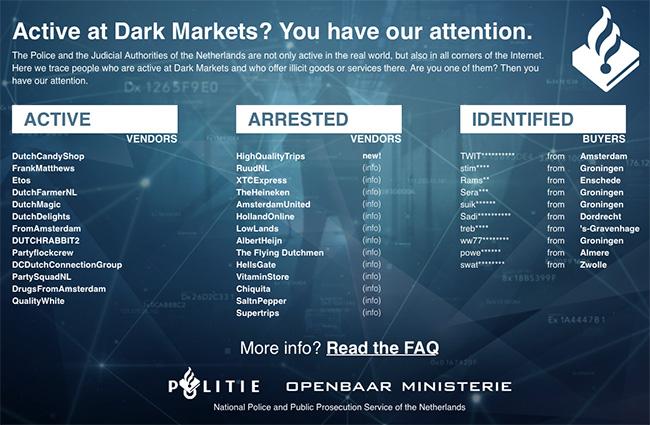 Active at Dark Markets? You have our attention.
The Police and the Judicial Authorities of the Netherlands are not only active in the real world, but also in all corners of the Internet.
Here we trace people who are active at Dark Markets and who offer illicit goods or services there. Are you one of them? Then you
have our attention.
Dx 1265F9E0
ACTIVE
VENDORS
DutchCandyShop
FrankMatthews
Etos
DutchFarmerNL
DutchMagic
DutchDelights
FromAmsterdam
DUTCHRABBIT2
Partyflockcrew
DCDutchConnectionGroup
PartySquadNL
DrugsFromAmsterdam
QualityWhite
ARRESTED
VENDORS
HighQualityTrips new!
RuudNL (info)
XTCExpress (info)
TheHeineken (info)
AmsterdamUnited (info)
HollandOnline (info)
LowLands (info)
AlbertHeijn (info)
The Flying Dutchmen (info)
HellsGate (info)
VitaminStore (info)
Chiquita (info)
SaltnPepper (info)
Supertrips (info)
IDENTIFIED
BUYERS
TWIT********** from Amsterdam
stim**** from Groningen
Rams** from Enschede
Sera*** from Groningen
suik****** from Groningen
Sadi********** from Dordrecht
treb**** from 's-Gravenhage
ww77******** from Groningen
powe****** from Almere
swat******** from Zwolle
8x18S5399F
Ex1A4447B1
More info? Read the FAQ
POLITIE OPENBAAR MINISTERIE
National Police and Public Prosecution Service of the Netherlands